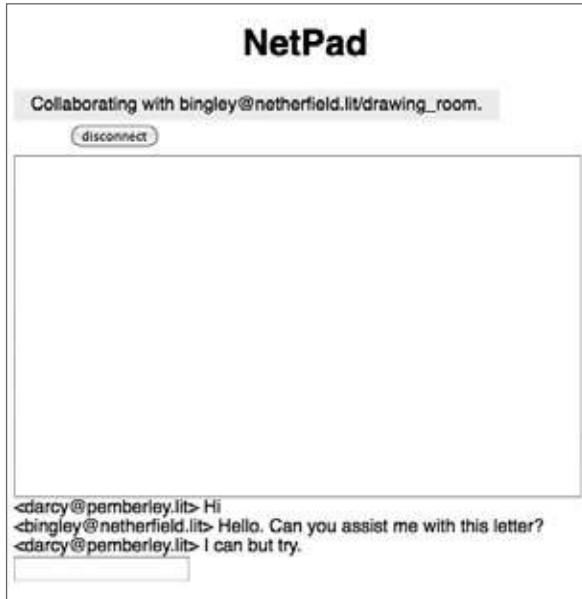 NetPad
Collaborating with bingley@netherfield.lit/drawing_room.
disconnect
<darcy@pemberley.lit> Hi
<bingley@netherfield.lit> Hello. Can you assist me with this letter?
<darcy@pemberley.lit> I can but try.